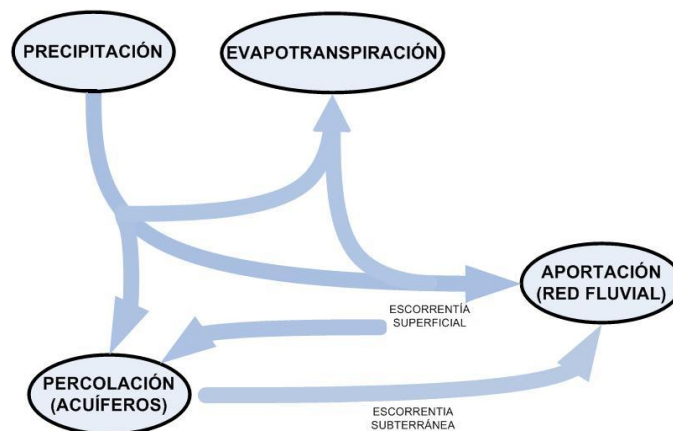 PRECIPITACIÓN
EVAPOTRANSPIRACIÓN
APORTACIÓN
(RED FLUVIAL)
ESCORRENTÍA
SUPERFICIAL
PERCOLACIÓN
(ACUÍFEROS)
ESCORRENTIA
SUBTERRÁNEA